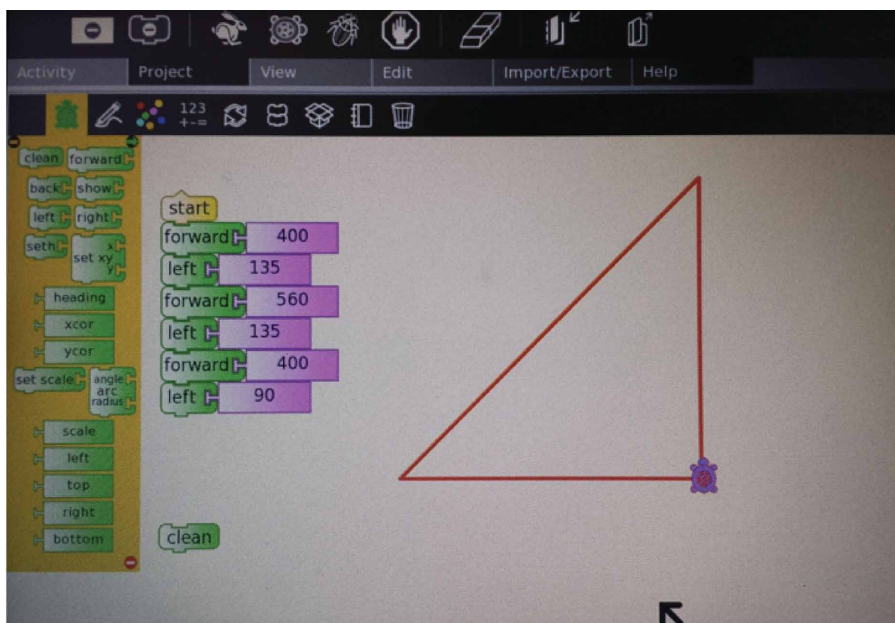 Activity Project View Edit Import/Export Help
123
+-=
clean forward
back show
left right
seth set xy x y
heading
xcor
ycor
set scale angle arc radius
scale
left
top
right
bottom
start
forward 400
left 135
forward 560
left 135
forward 400
left 90
clean